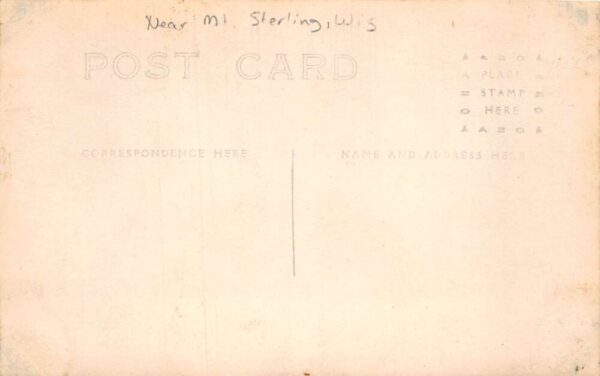 Near Mt. Sterling, Wis
POST CARD
PLACE
STAMP
HERE
CORRESPONDENCE HERE
NAME AND ADDRESS HERE